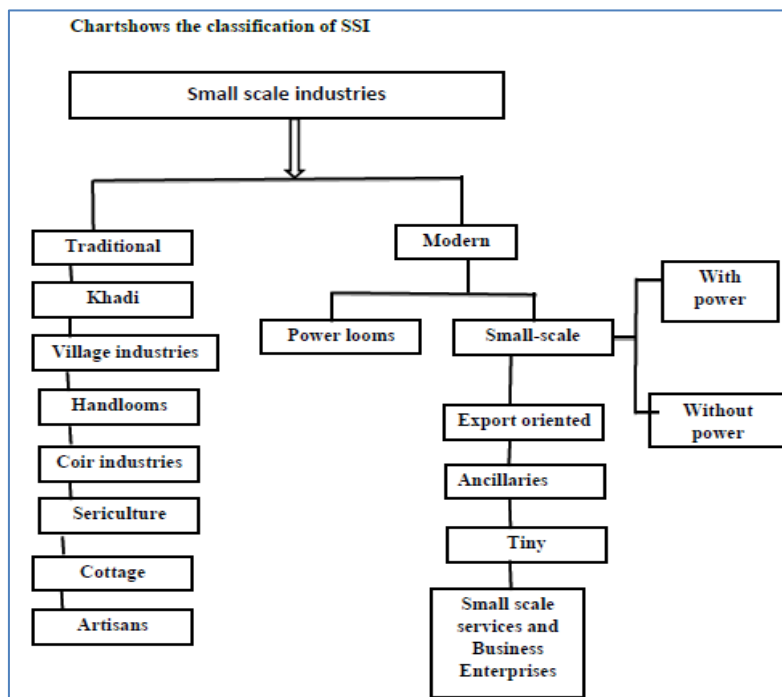 Chartshows the classification of SSI
Small scale industries
Traditional
Khadi
Village industries
Handlooms
Coir industries
Sericulture
Cottage
Artisans
Modern
Power looms
Small-scale
With
power
Without
power
Export oriented
Ancillaries
Tiny
Small scale
services and
Business
Enterprises